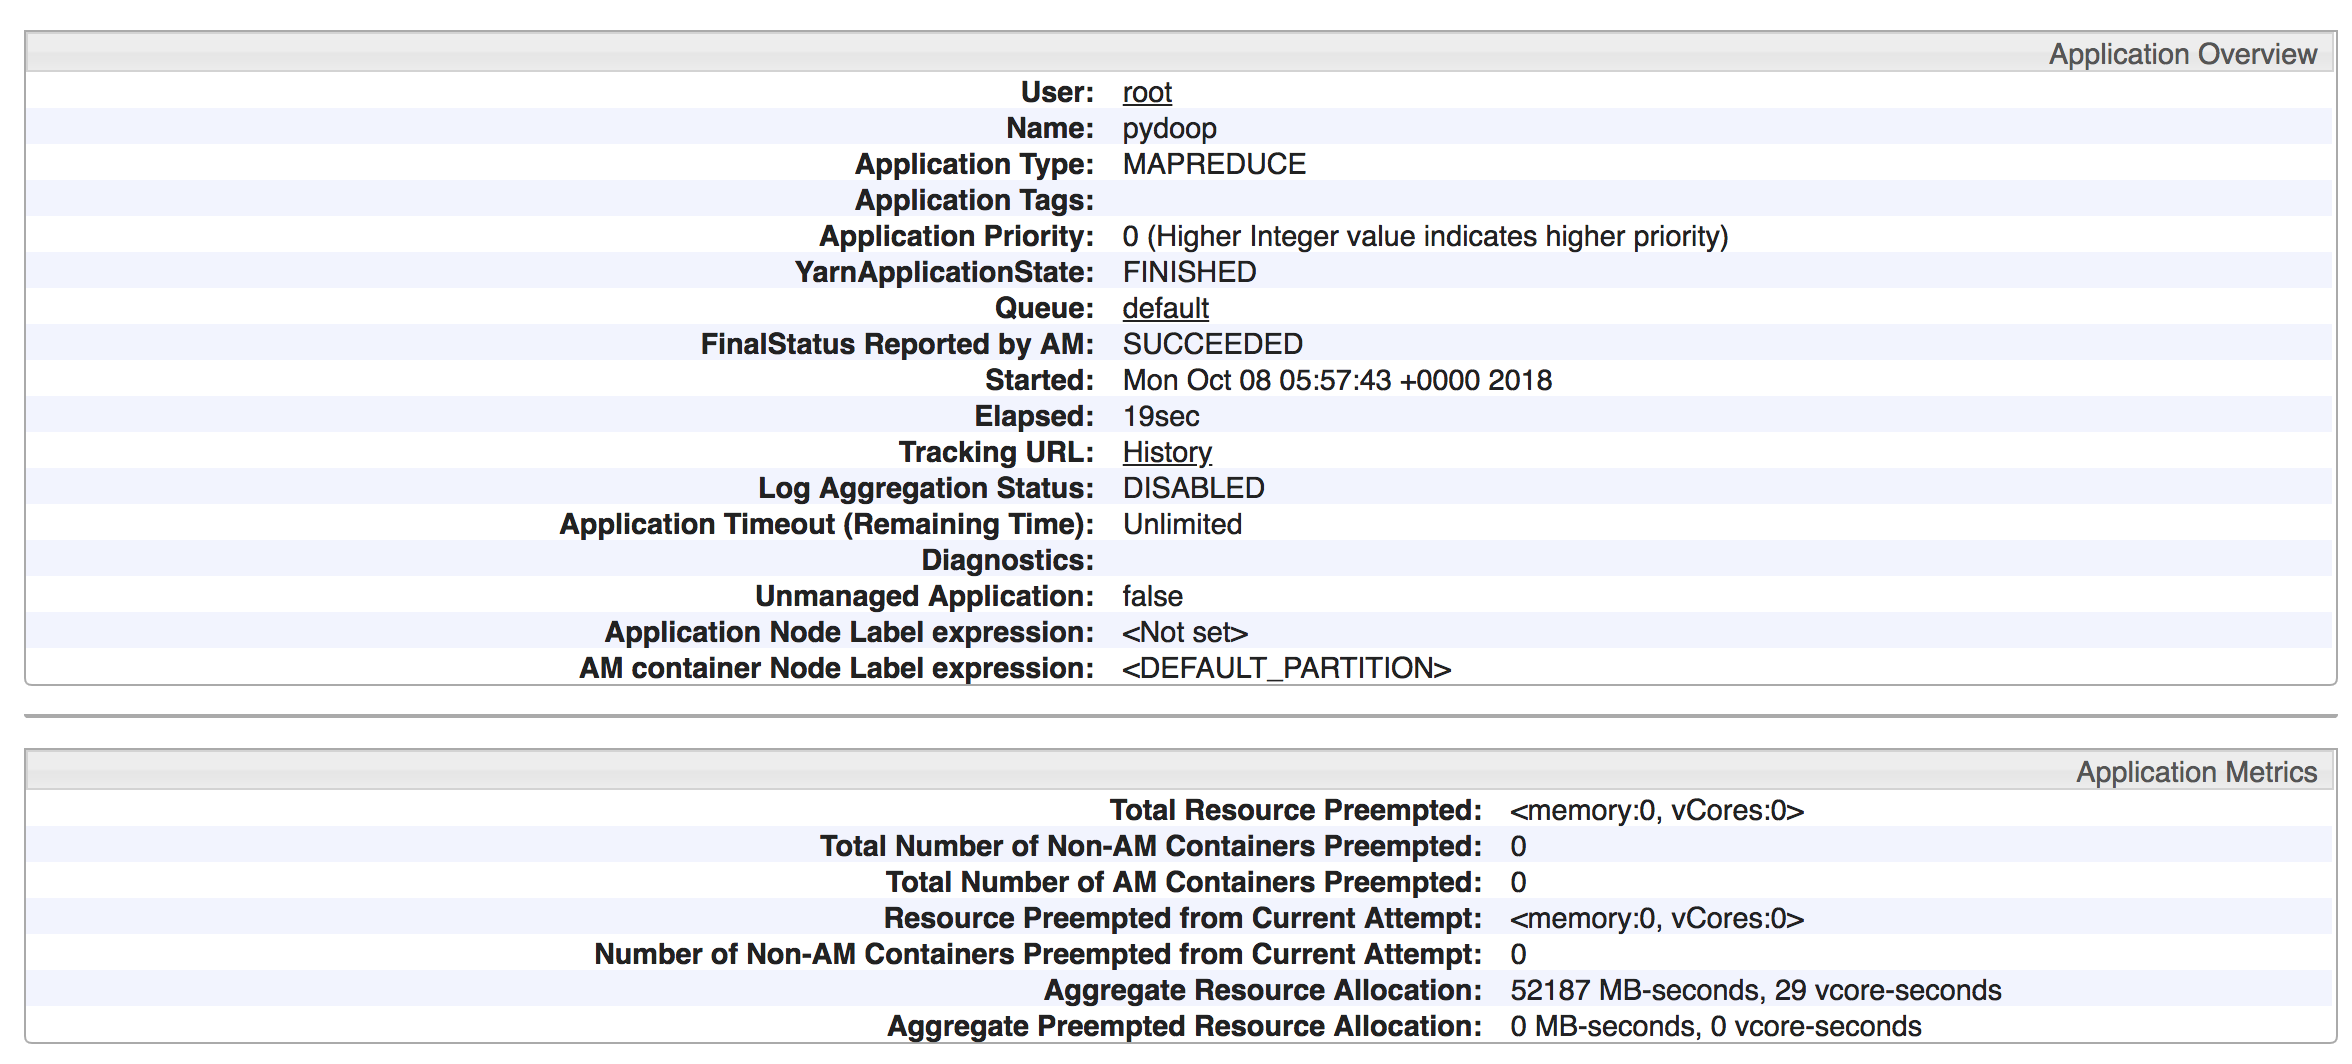 Application Overview
User: root
Name: pydoop
Application Type: MAPREDUCE
Application Tags:
Application Priority: 0 (Higher Integer value indicates higher priority)
YarnApplicationState: FINISHED
Queue: default
FinalStatus Reported by AM: SUCCEEDED
Started: Mon Oct 08 05:57:43 +0000 2018
Elapsed: 19sec
Tracking URL: History
Log Aggregation Status: DISABLED
Application Timeout (Remaining Time): Unlimited
Diagnostics:
Unmanaged Application: false
Application Node Label expression: <Not set>
AM container Node Label expression: <DEFAULT_PARTITION>
Application Metrics
Total Resource Preempted: <memory:0, vCores:0>
Total Number of Non-AM Containers Preempted: 0
Total Number of AM Containers Preempted: 0
Resource Preempted from Current Attempt: <memory:0, vCores:0>
Number of Non-AM Containers Preempted from Current Attempt: 0
Aggregate Resource Allocation: 52187 MB-seconds, 29 vcore-seconds
Aggregate Preempted Resource Allocation: 0 MB-seconds, 0 vcore-seconds